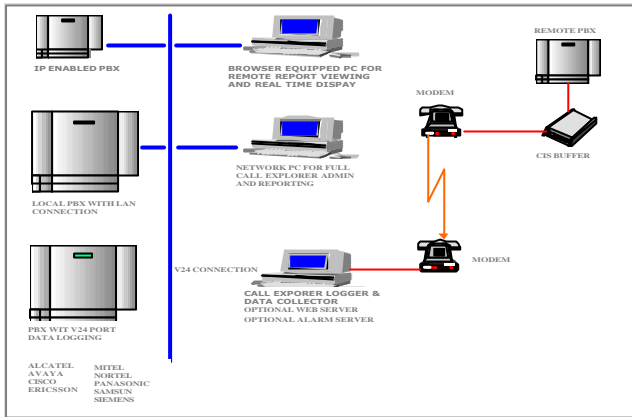 REMOTE PBX
IP ENABLED PBX
BROWSER EQUIPPED PC FOR
REMOTE REPORT VIEWING
AND REAL TIME DISPAY
MODEM
CIS BUFFER
NETWORK PC FOR FULL
CALL EXPLORER ADMIN
AND REPORTING
LOCAL PBX WITH LAN
CONNECTION
MODEM
V24 CONNECTION
CALL EXPORER LOGGER &
DATA COLLECTOR
OPTIONAL WEB SERVER
OPTIONAL ALARM SERVER
PBX WIT V24 PORT
DATA LOGGING
ALCATEL
AVAYA
CISCO
ERICSSON
MITEL
NORTEL
PANASONIC
SAMSUN
SIEMENS